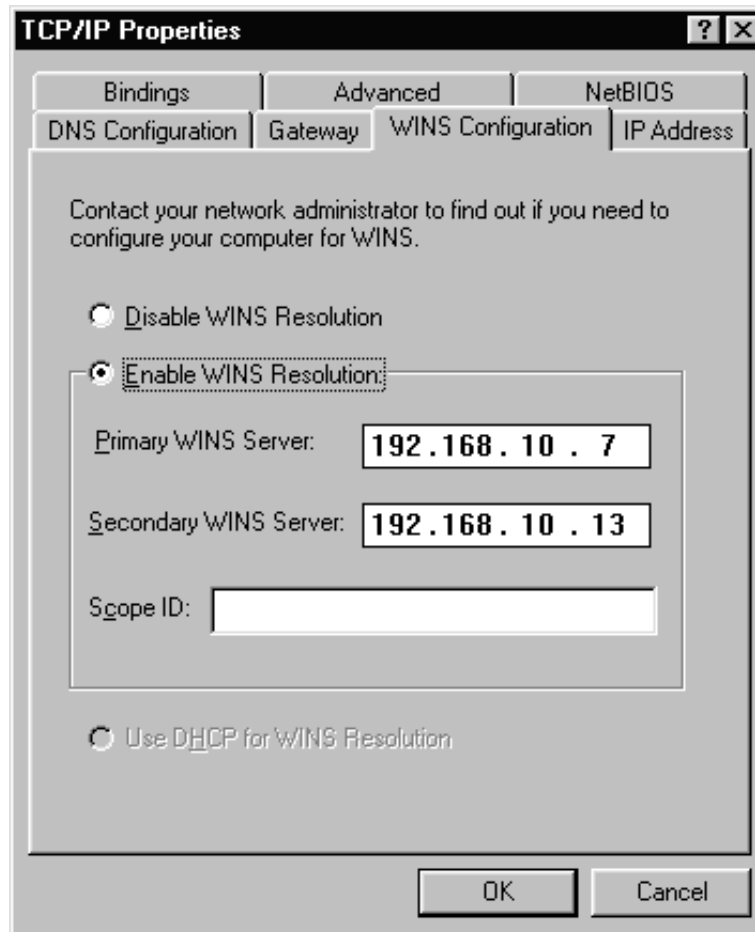 TCP/IP Properties
? X
Bindings Advanced NetBIOS
DNS Configuration Gateway WINS Configuration IP Address
Contact your network administrator to find out if you need to
configure your computer for WINS.
Disable WINS Resolution
Enable WINS Resolution:
Primary WINS Server: 192.168. 10 . 7
Secondary WINS Server: 192.168. 10 . 13
Scope ID:
Use DHCP for WINS Resolution
OK Cancel